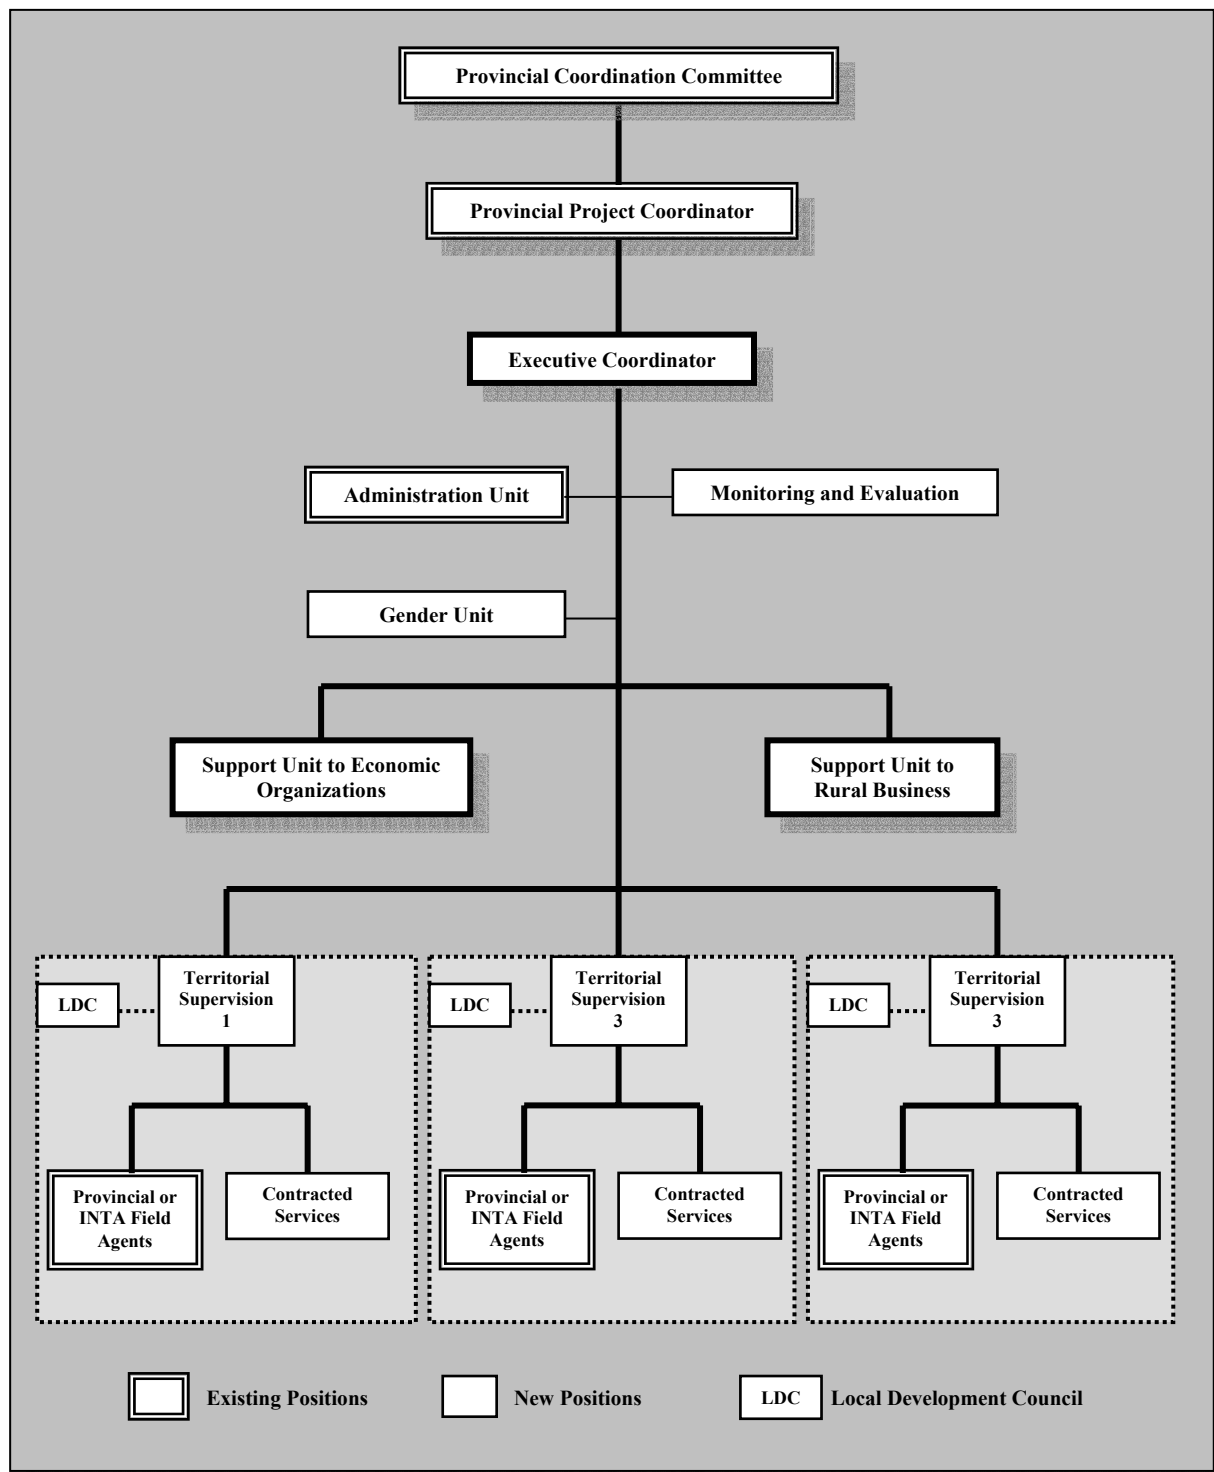 Provincial Coordination Committee
Provincial Project Coordinator
Executive Coordinator
Administration Unit
Monitoring and Evaluation
Gender Unit
Support Unit to Economic
Organizations
Support Unit to
Rural Business
LDC
Territorial
Supervision
1
LDC
Territorial
Supervision
3
LDC
Territorial
Supervision
3
Provincial or
INTA Field
Agents
Contracted
Services
Provincial or
INTA Field
Agents
Contracted
Services
Provincial or
INTA Field
Agents
Contracted
Services
Existing Positions
New Positions
LDC
Local Development Council